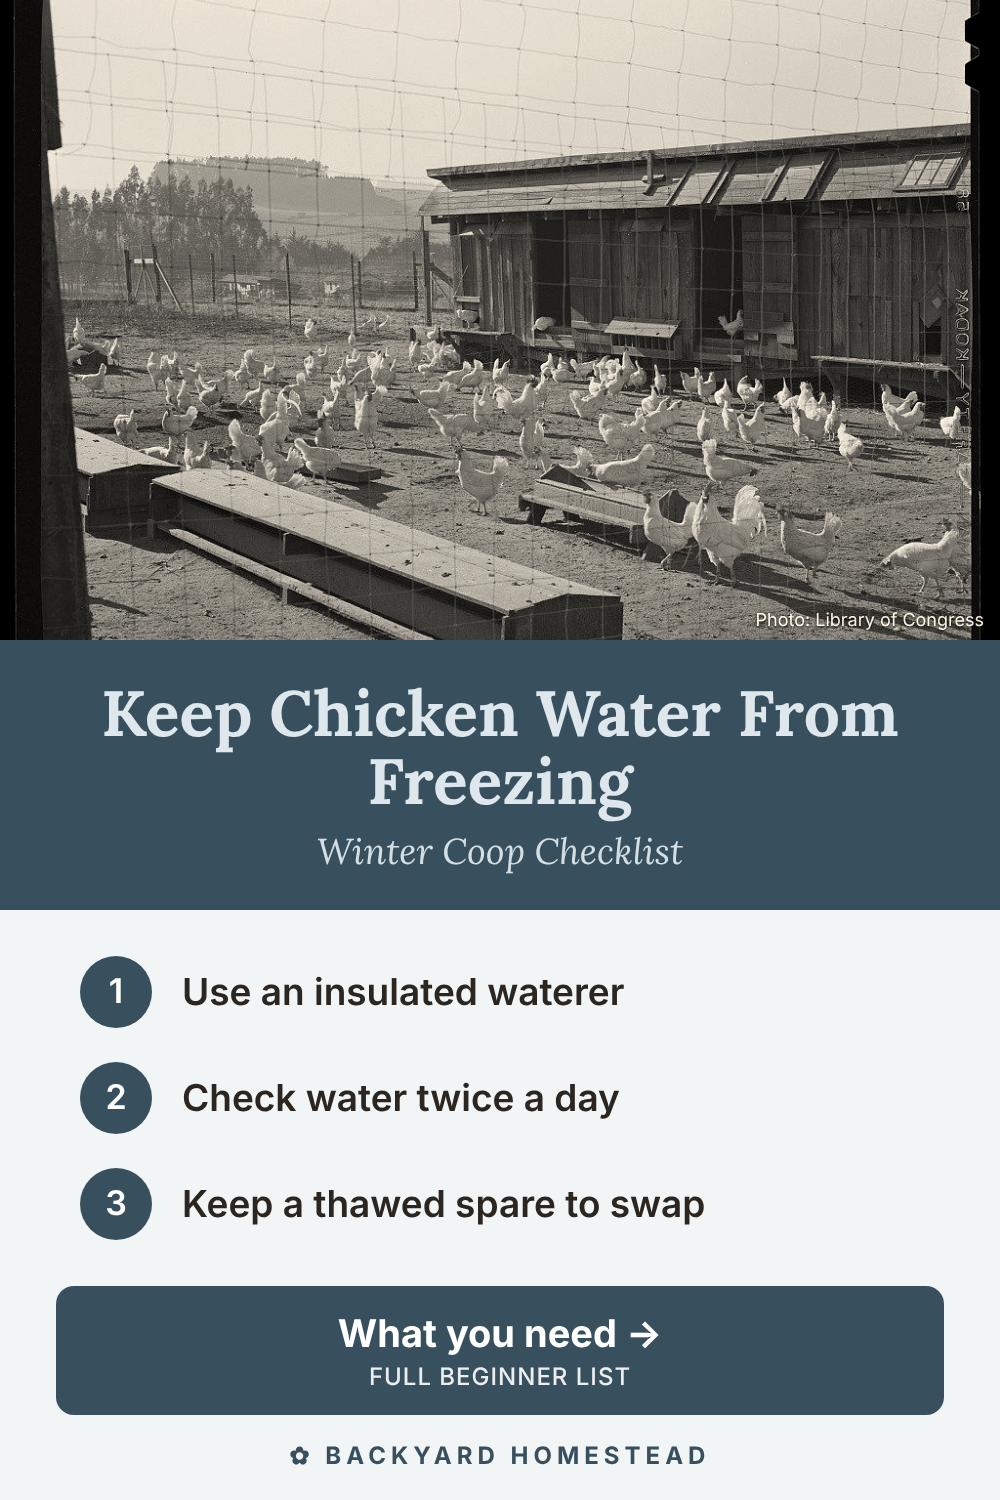 KODAK
Photo: Library of Congress
Keep Chicken Water From
Freezing
Winter Coop Checklist
1 Use an insulated waterer
2 Check water twice a day
3 Keep a thawed spare to swap
What you need →
FULL BEGINNER LIST
✿ BACKYARD HOMESTEAD